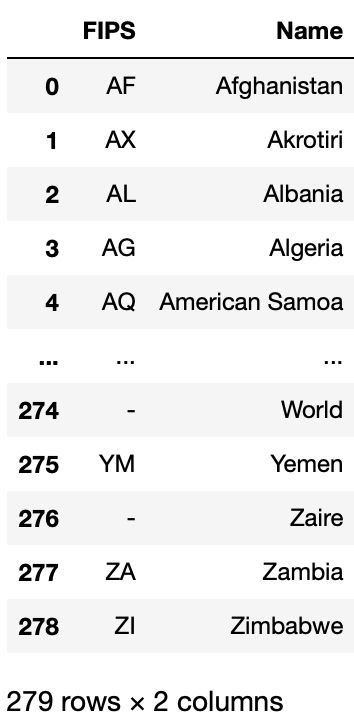 FIPS Name
0 AF Afghanistan
1 AX Akrotiri
2 AL Albania
3 AG Algeria
4 AQ American Samoa
... ... ...
274 - World
275 YM Yemen
276 - Zaire
277 ZA Zambia
278 ZI Zimbabwe
279 rows × 2 columns